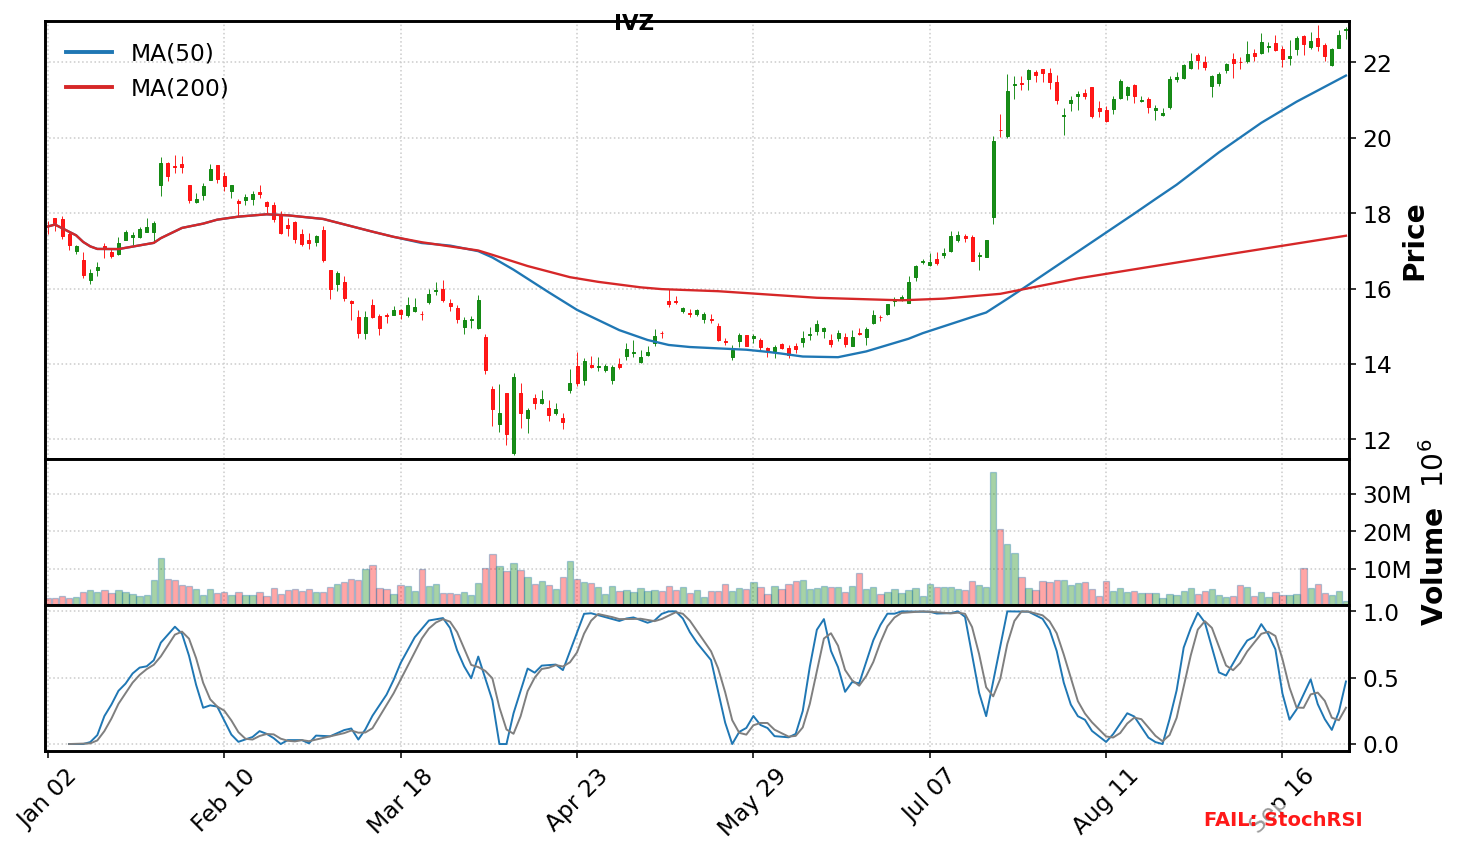 IVZ
MA(50)
MA(200)
22
20
18
16
14
12
Price
30M
20M
10M
Volume 10^6
1.0
0.5
0.0
Jan 02
Feb 10
Mar 18
Apr 23
May 29
Jul 07
Aug 11
Sep 16
FAIL: StochRSI